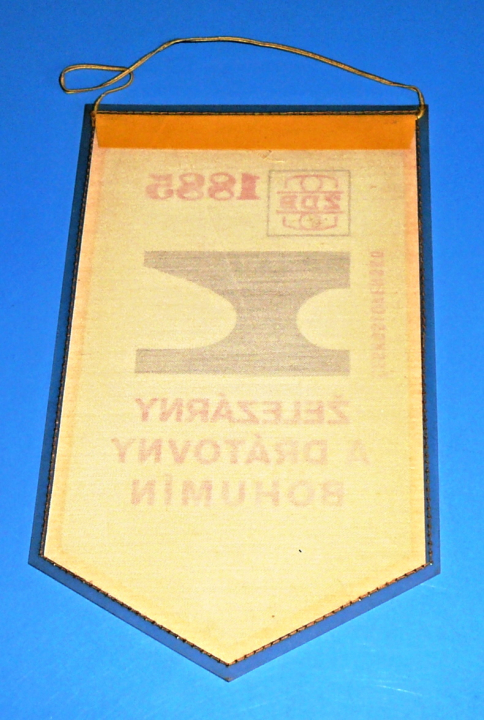 1885
ZDB
ŽELEZÁRNY
A DRÁTOVNY
BOHUMÍN